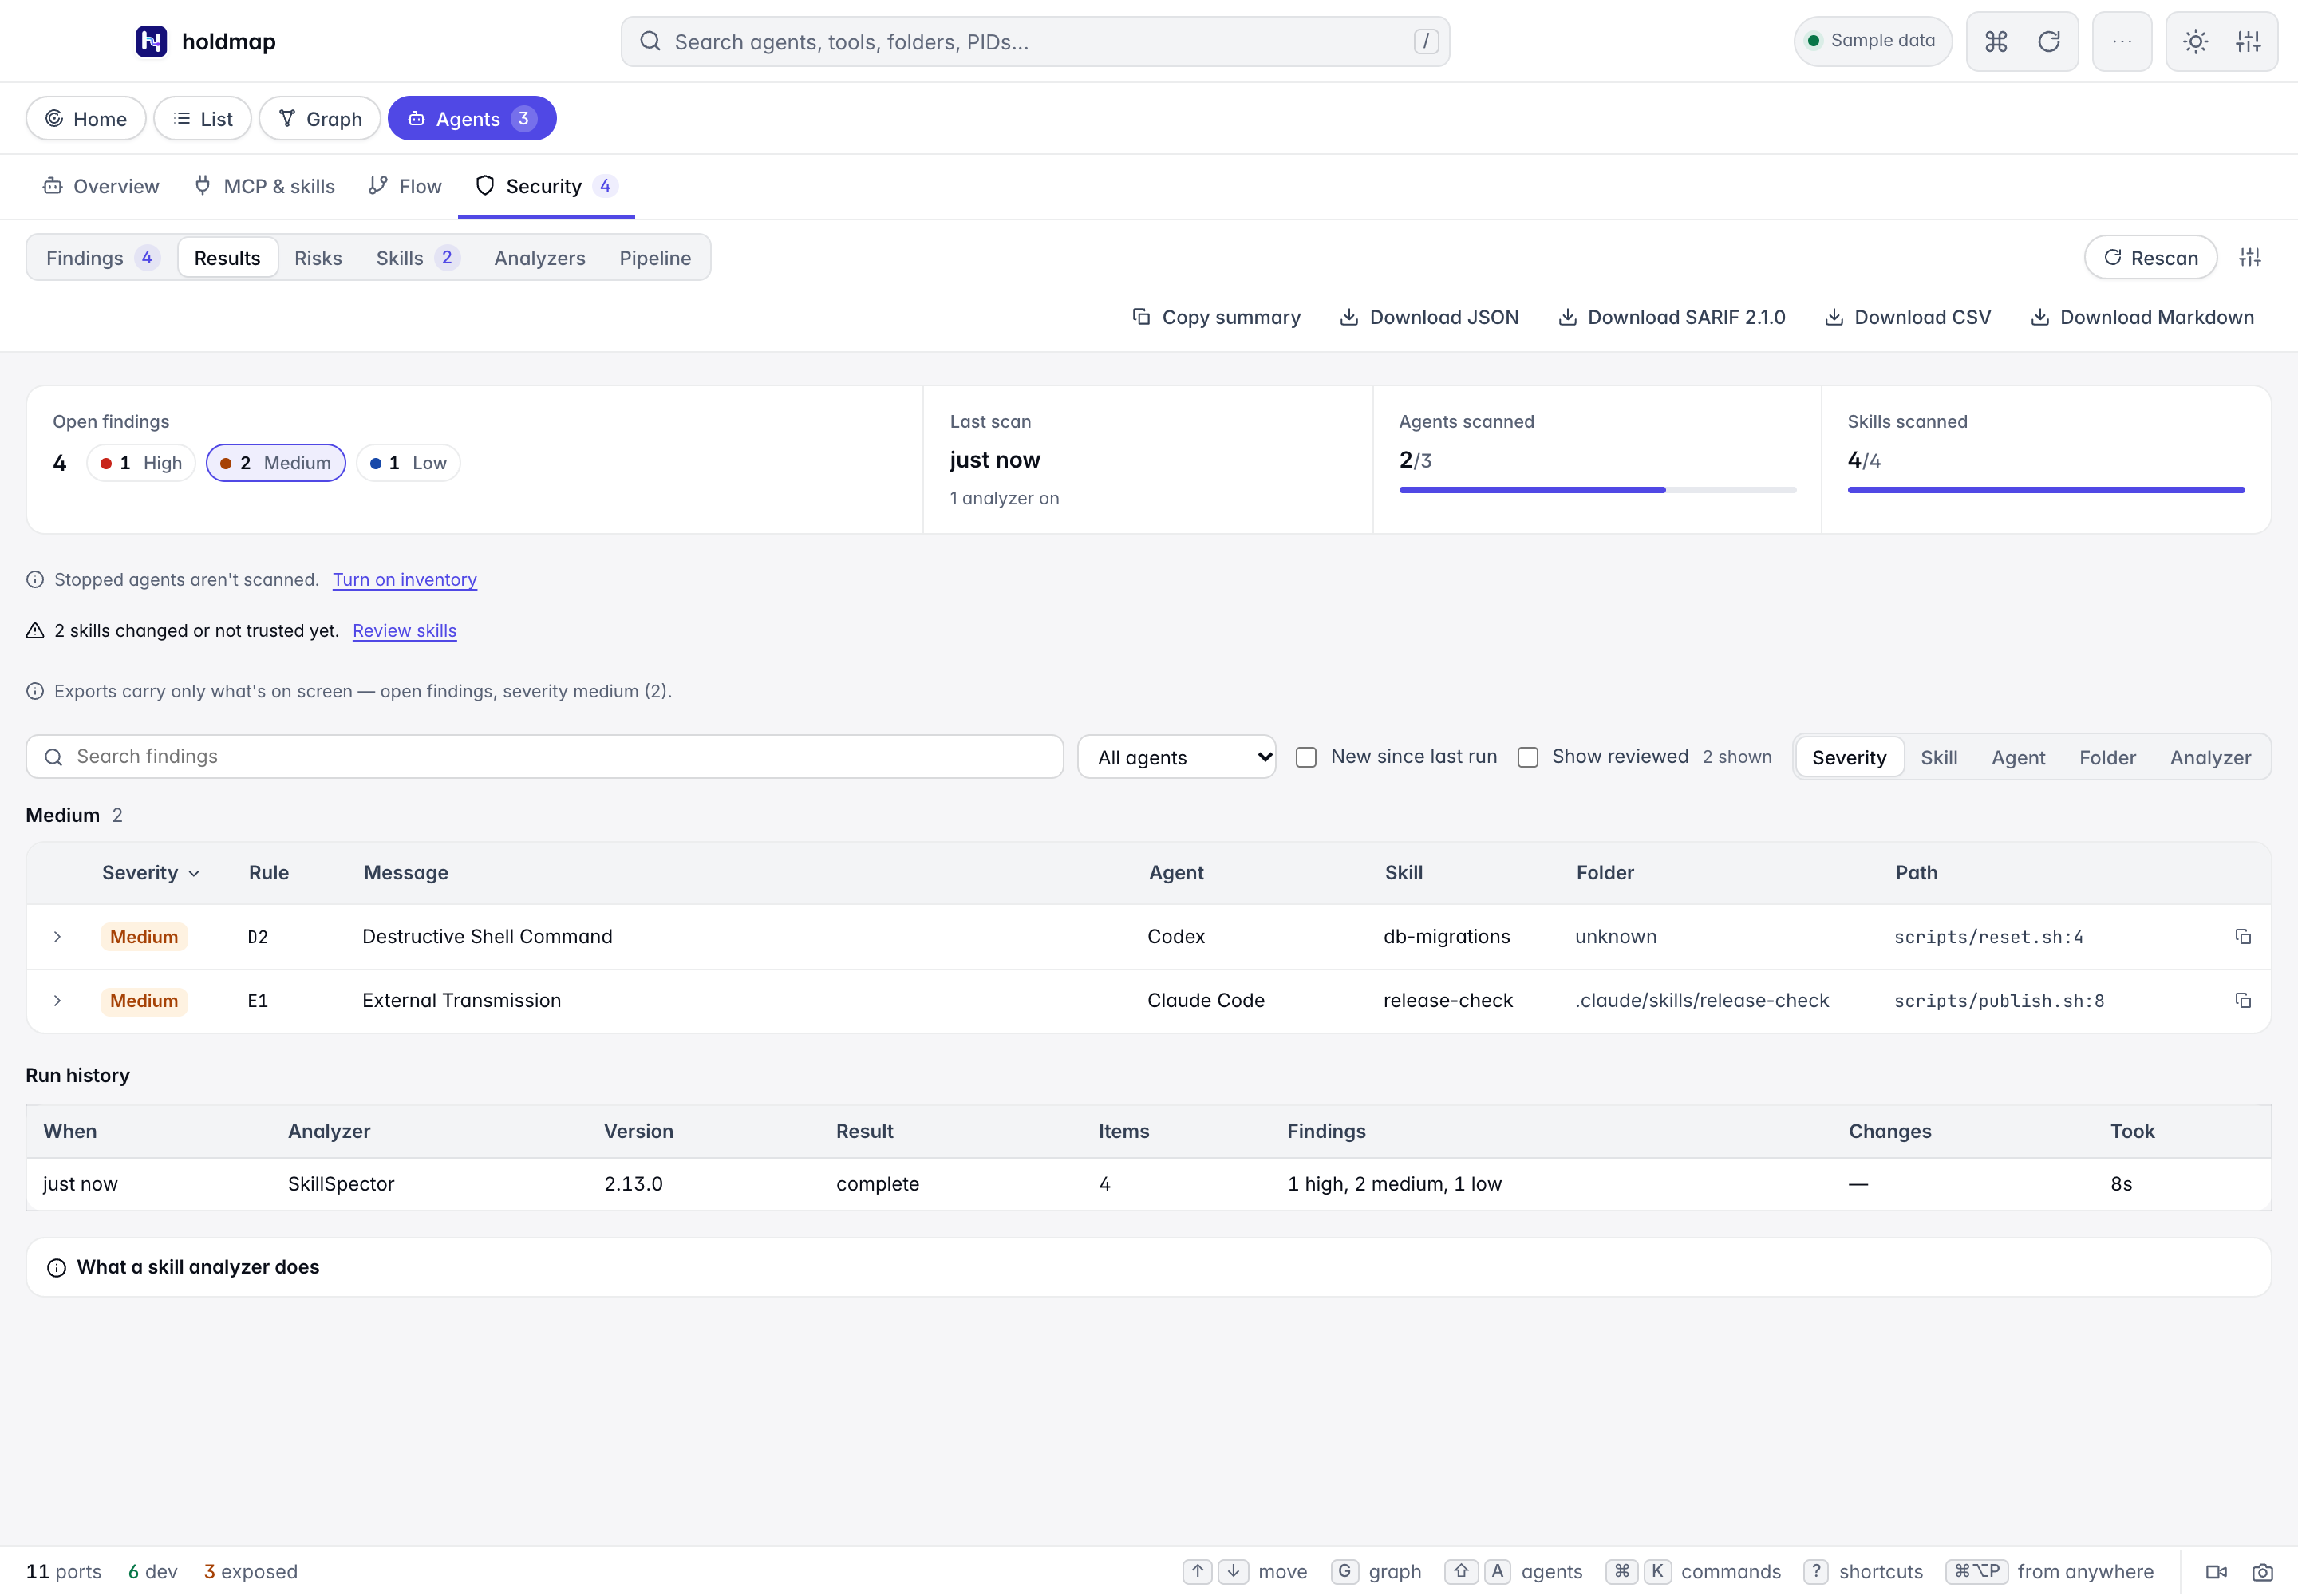 holdmap
Search agents, tools, folders, PIDs...
/
Sample data
Home
List
Graph
Agents 3
Overview
MCP & skills
Flow
Security 4
Findings 4
Results
Risks
Skills 2
Analyzers
Pipeline
Rescan
Copy summary
Download JSON
Download SARIF 2.1.0
Download CSV
Download Markdown
Open findings
4 1 High 2 Medium 1 Low
Last scan
just now
1 analyzer on
Agents scanned
2/3
Skills scanned
4/4
Stopped agents aren't scanned. Turn on inventory
2 skills changed or not trusted yet. Review skills
Exports carry only what's on screen — open findings, severity medium (2).
Search findings
All agents
New since last run
Show reviewed
2 shown
Severity Skill Agent Folder Analyzer
Medium 2
Severity Rule Message Agent Skill Folder Path
Medium D2 Destructive Shell Command Codex db-migrations unknown scripts/reset.sh:4
Medium E1 External Transmission Claude Code release-check .claude/skills/release-check scripts/publish.sh:8
Run history
When Analyzer Version Result Items Findings Changes Took
just now SkillSpector 2.13.0 complete 4 1 high, 2 medium, 1 low — 8s
What a skill analyzer does
11 ports 6 dev 3 exposed
↑ ↓ move G graph ⇧ A agents ⌘ K commands ? shortcuts ⌘⌥P from anywhere